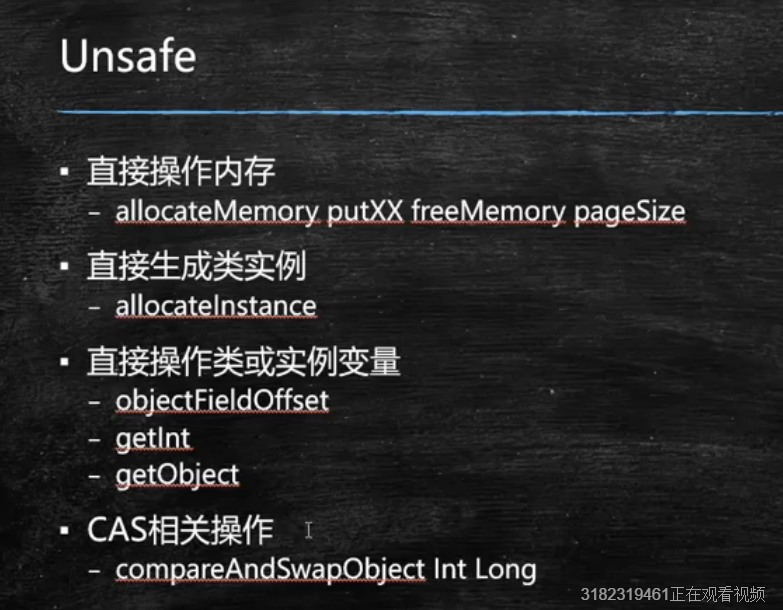 Unsafe
▪ 直接操作内存
– allocateMemory putXX freeMemory pageSize
▪ 直接生成类实例
– allocateInstance
▪ 直接操作类或实例变量
– objectFieldOffset
– getInt
– getObject
▪ CAS相关操作
– compareAndSwapObject Int Long
3182319461正在观看视频